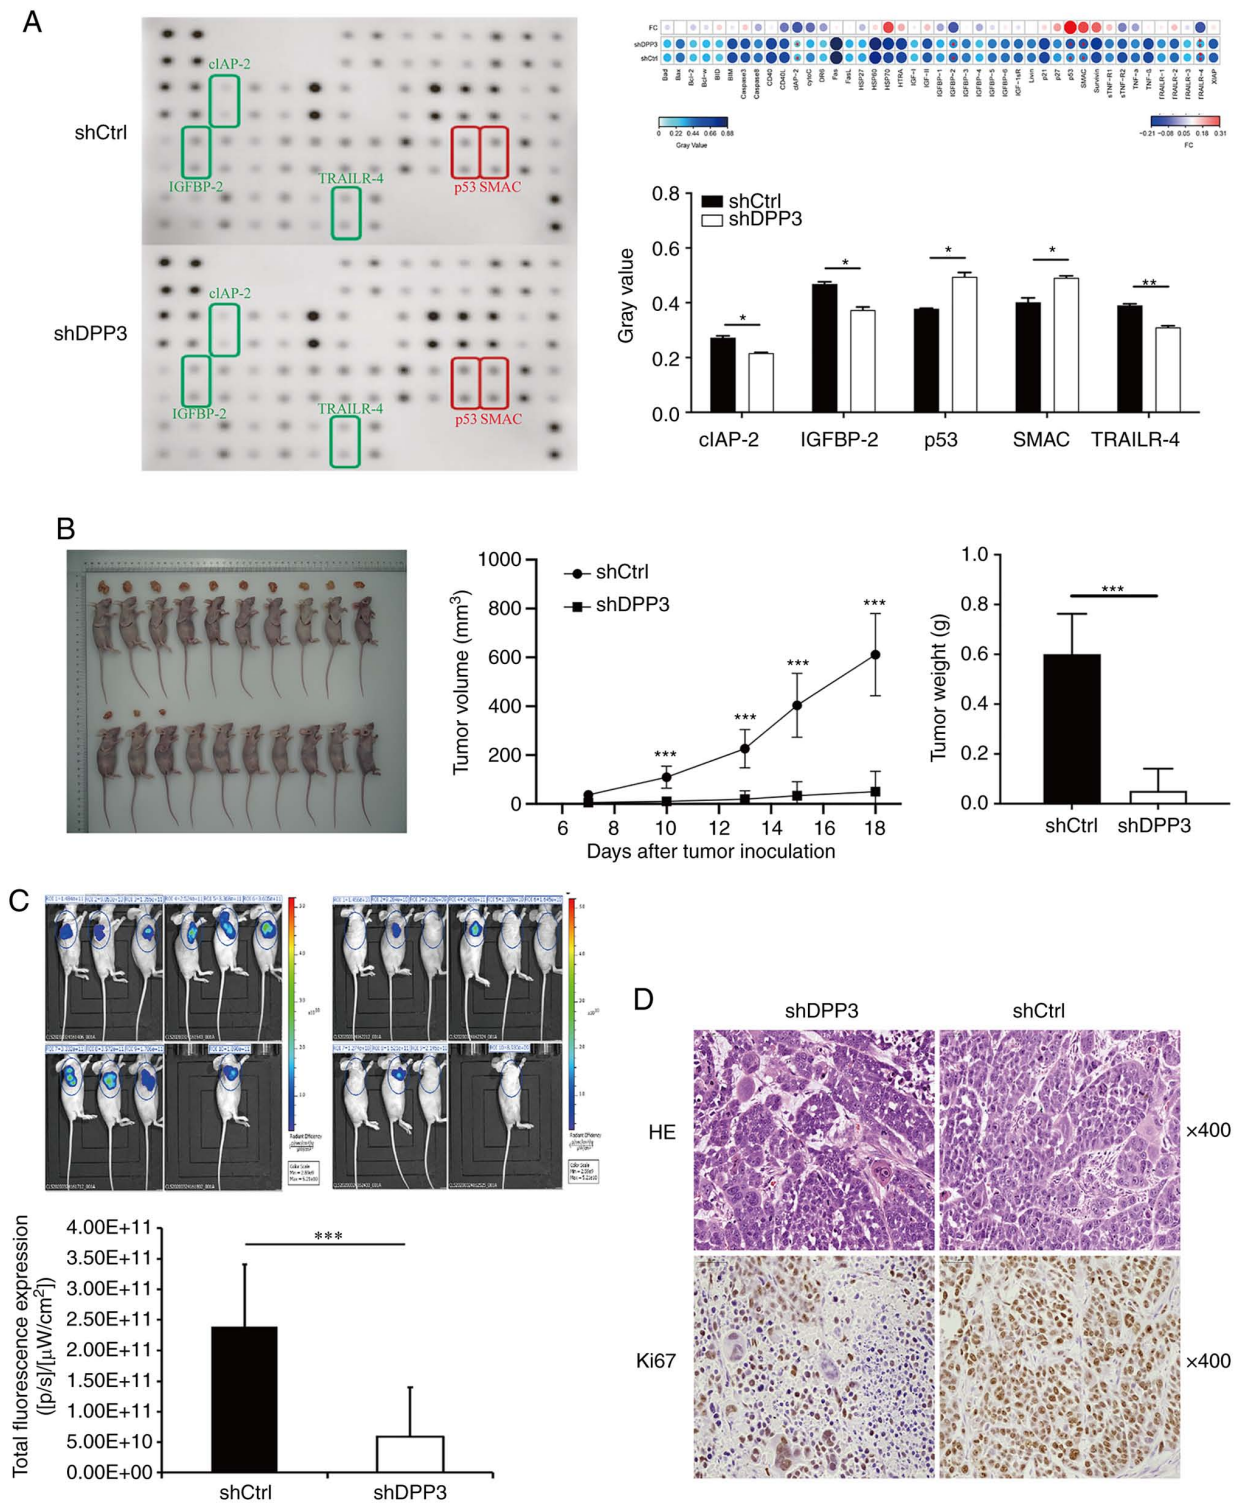 A
shCtrl
cIAP-2
IGFBP-2
TRAILR-4
p53 SMAC
shDPP3
cIAP-2
IGFBP-2
TRAILR-4
p53 SMAC
FC
shDPP3
shCtrl
Bad
Bax
Bcl-2
Bcl-w
BID
BIM
Caspase3
Caspase8
CD40
CD40L
cIAP-2
cytoC
DR6
Fas
FasL
HSP27
HSP60
HSP70
HTRA
IGF-I
IGF-II
IGFBP-1
IGFBP-2
IGFBP-3
IGFBP-4
IGFBP-5
IGFBP-6
IGF-1sR
Livin
p21
p27
p53
SMAC
Survivin
sTNF-R1
sTNF-R2
TNF-a
TNF-ß
TRAILR-1
TRAILR-2
TRAILR-3
TRAILR-4
XIAP
0 0.22 0.44 0.66 0.88
Gray Value
-0.21 -0.08 0.05 0.18 0.31
FC
Gray value
0.8
0.6
0.4
0.2
0.0
shCtrl
shDPP3
* * * * **
cIAP-2 IGFBP-2 p53 SMAC TRAILR-4
B
Tumor volume (mm³)
1000
800
600
400
200
0
shCtrl
shDPP3
*** *** *** ***
6 8 10 12 14 16 18
Days after tumor inoculation
Tumor weight (g)
1.0
0.8
0.6
0.4
0.2
0.0
***
shCtrl shDPP3
C
Radiant Efficiency
Color Scale
Radiant Efficiency
Color Scale
Total fluorescence expression
([p/s]/[µW/cm²])
4.00E+11
3.50E+11
3.00E+11
2.50E+11
2.00E+11
1.50E+11
1.00E+11
5.00E+10
0.00E+00
***
shCtrl shDPP3
D
shDPP3 shCtrl
HE ×400
Ki67 ×400